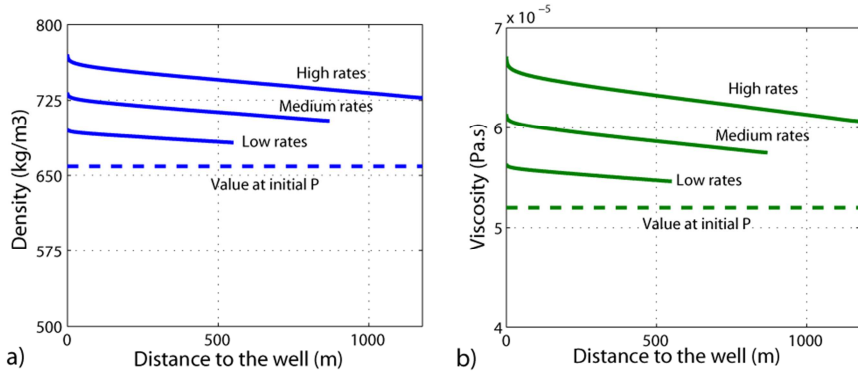 800
725
650
575
500
Density (kg/m3)
High rates
Medium rates
Low rates
Value at initial P
0
500
1000
Distance to the well (m)
a)
7 x 10 -5
6
5
4
Viscosity (Pa.s)
High rates
Medium rates
Low rates
Value at initial P
0
500
1000
Distance to the well (m)
b)